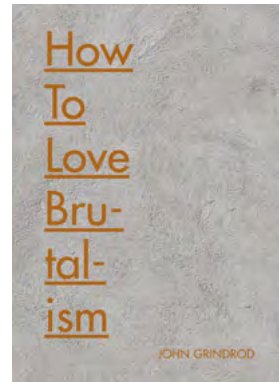 How
To
Love
Bru-
tal-
ism
JOHN GRINDROD